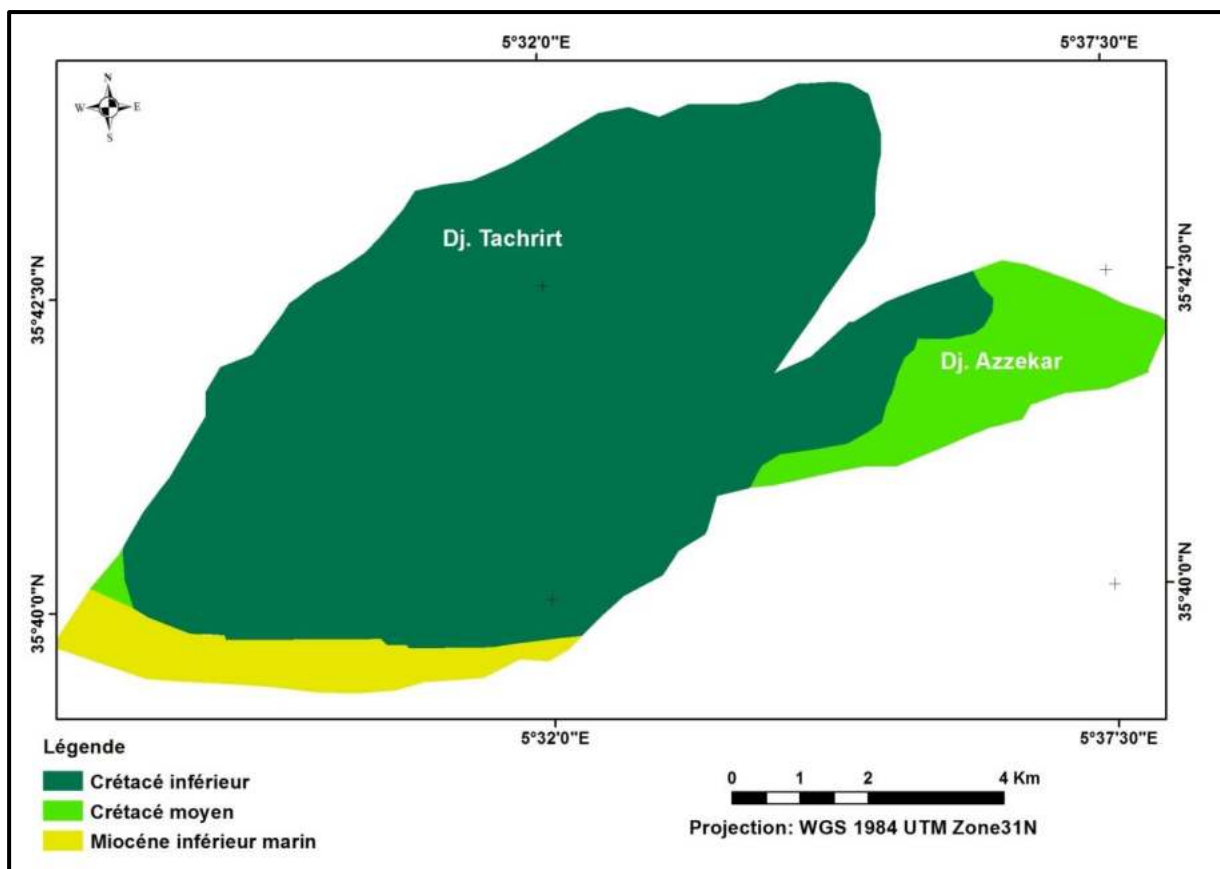 5°32'0"E
5°37'30"E
N
W
E
S
Dj. Tachrirt
35°42'30"N
35°42'30"N
Dj. Azzekar
35°40'0"N
35°40'0"N
5°32'0"E
5°37'30"E
Légende
Crétacé inférieur
Crétacé moyen
Miocéne inférieur marin
0 1 2 4 Km
Projection: WGS 1984 UTM Zone31N